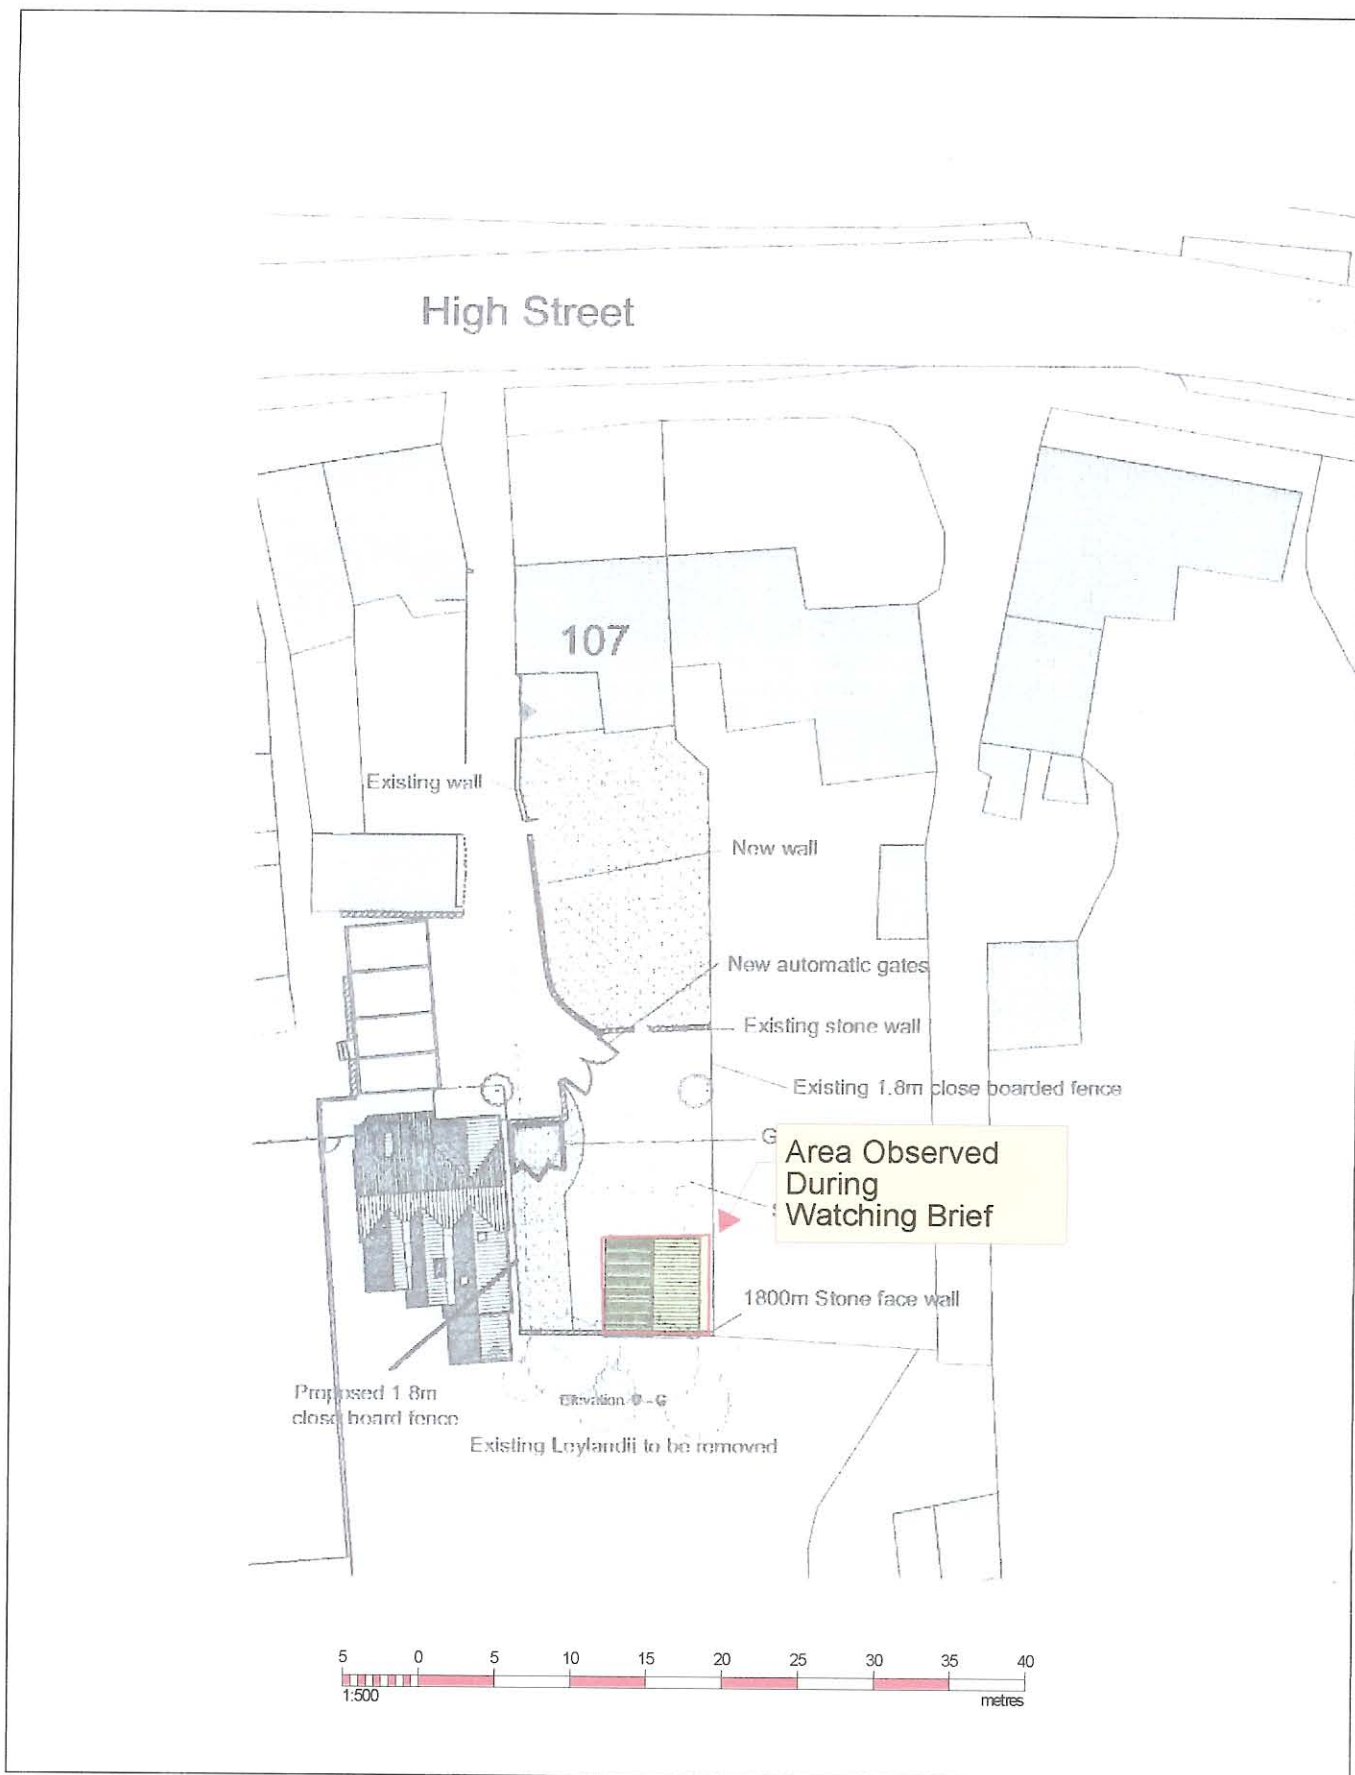 High Street
107
Existing wall
New wall
New automatic gates
Existing stone wall
Existing 1.8m close boarded fence
G
Area Observed
During
Watching Brief
1800m Stone face wall
Proposed 1.8m
close board fence
Elevation
Existing Leylandii to be removed
5 0 5 10 15 20 25 30 35 40
1:500
metres